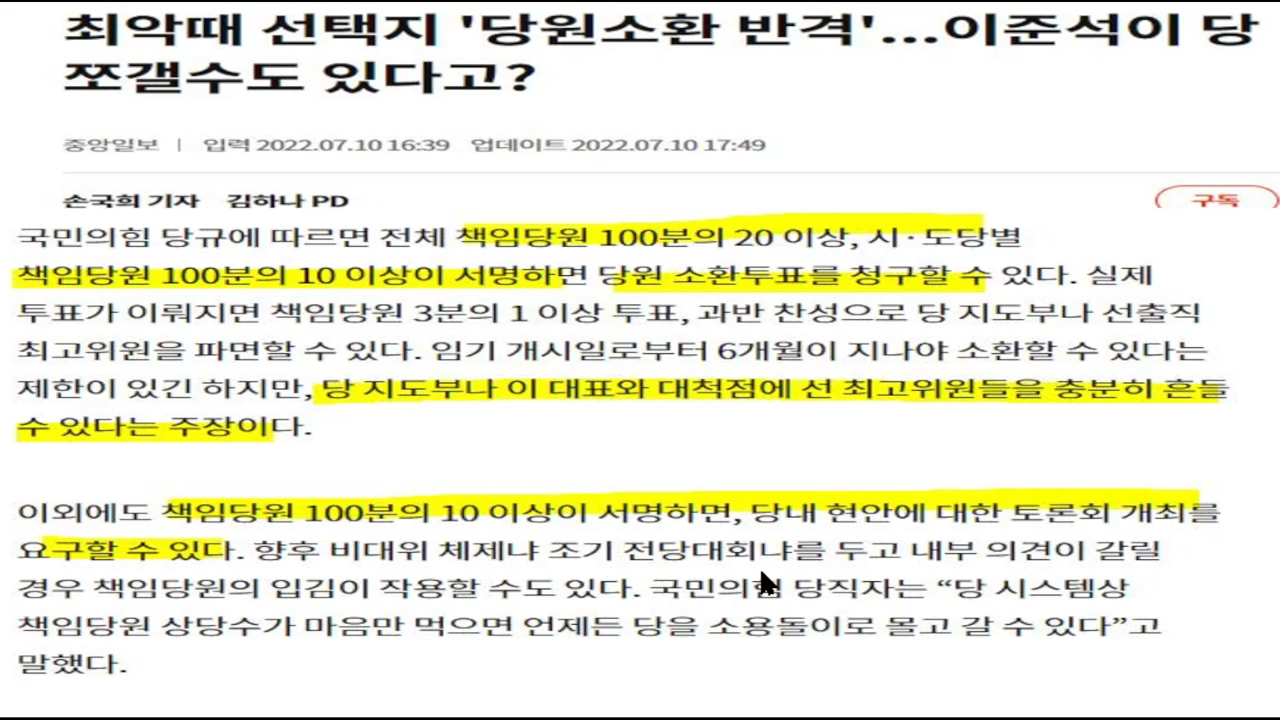 최악때 선택지 '당원소환 반격'...이준석이 당
쪼갤수도 있다고?
중앙일보 | 입력 2022.07.10 16:39 업데이트 2022.07.10 17:49
손국희 기자 김하나 PD
구독
국민의힘 당규에 따르면 전체 책임당원 100분의 20 이상, 시·도당별
책임당원 100분의 10 이상이 서명하면 당원 소환투표를 청구할 수 있다. 실제
투표가 이뤄지면 책임당원 3분의 1 이상 투표, 과반 찬성으로 당 지도부나 선출직
최고위원을 파면할 수 있다. 임기 개시일로부터 6개월이 지나야 소환할 수 있다는
제한이 있긴 하지만, 당 지도부나 이 대표와 대척점에 선 최고위원들을 충분히 흔들
수 있다는 주장이다.
이외에도 책임당원 100분의 10 이상이 서명하면, 당내 현안에 대한 토론회 개최를
요구할 수 있다. 향후 비대위 체제냐 조기 전당대회냐를 두고 내부 의견이 갈릴
경우 책임당원의 입김이 작용할 수도 있다. 국민의힘 당직자는 “당 시스템상
책임당원 상당수가 마음만 먹으면 언제든 당을 소용돌이로 몰고 갈 수 있다”고
말했다.